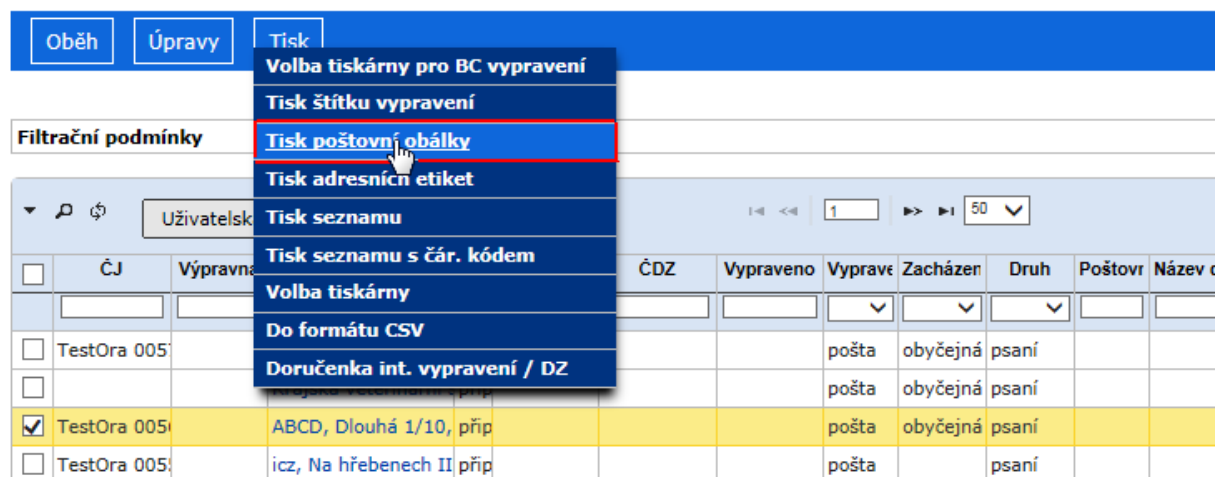 Oběh Úpravy Tisk
Volba tiskárny pro BC vypravení
Tisk štítku vypravení
Filtrační podmínky Tisk poštovní obálky
Tisk adresních etiket
Uživatelsk Tisk seznamu 1 50
Tisk seznamu s čár. kódem
ČJ Výpravna ČDZ Vypraveno Vyprave Zacházen Druh Poštovr Název
Volba tiskárny
Do formátu CSV
TestOra 005 pošta obyčejná psaní
Doručenka int. vypravení / DZ
pošta obyčejná psaní
TestOra 005 ABCD, Dlouhá 1/10, přip pošta obyčejná psaní
TestOra 005 icz, Na hřebenech II přip pošta psaní